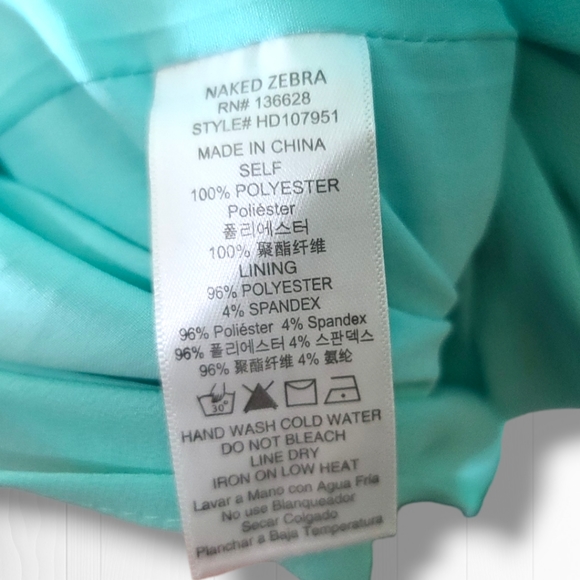 NAKED ZEBRA
RN# 136628
STYLE# HD107951
MADE IN CHINA
SELF
100% POLYESTER
Poliéster
폴리에스터
100% 聚酯纤维
LINING
96% POLYESTER
4% SPANDEX
96% Poliéster 4% Spandex
96% 폴리에스터 4% 스판덱스
96% 聚酯纤维 4% 氨纶
30°
HAND WASH COLD WATER
DO NOT BLEACH
LINE DRY
IRON ON LOW HEAT
Lavar a Mano con Agua Fria
No use Blanqueador
Secar Colgado
Planchar a Baja Temperatura